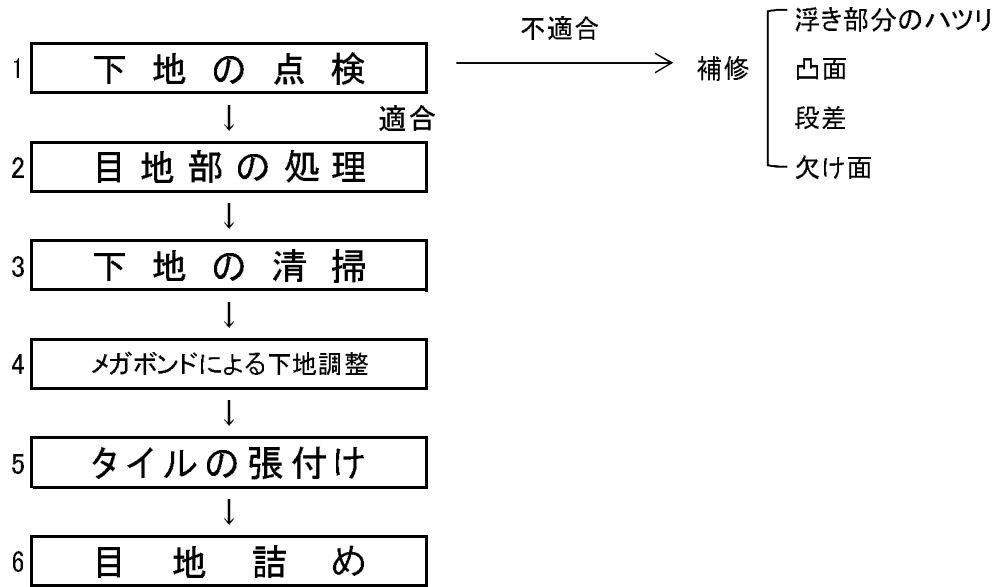 1 下地の点検
不適合
補修
浮き部分のハツリ
凸面
段差
欠け面
↓ 適合
2 目地部の処理
↓
3 下地の清掃
↓
4 メガボンドによる下地調整
↓
5 タイルの張付け
↓
6 目地詰め